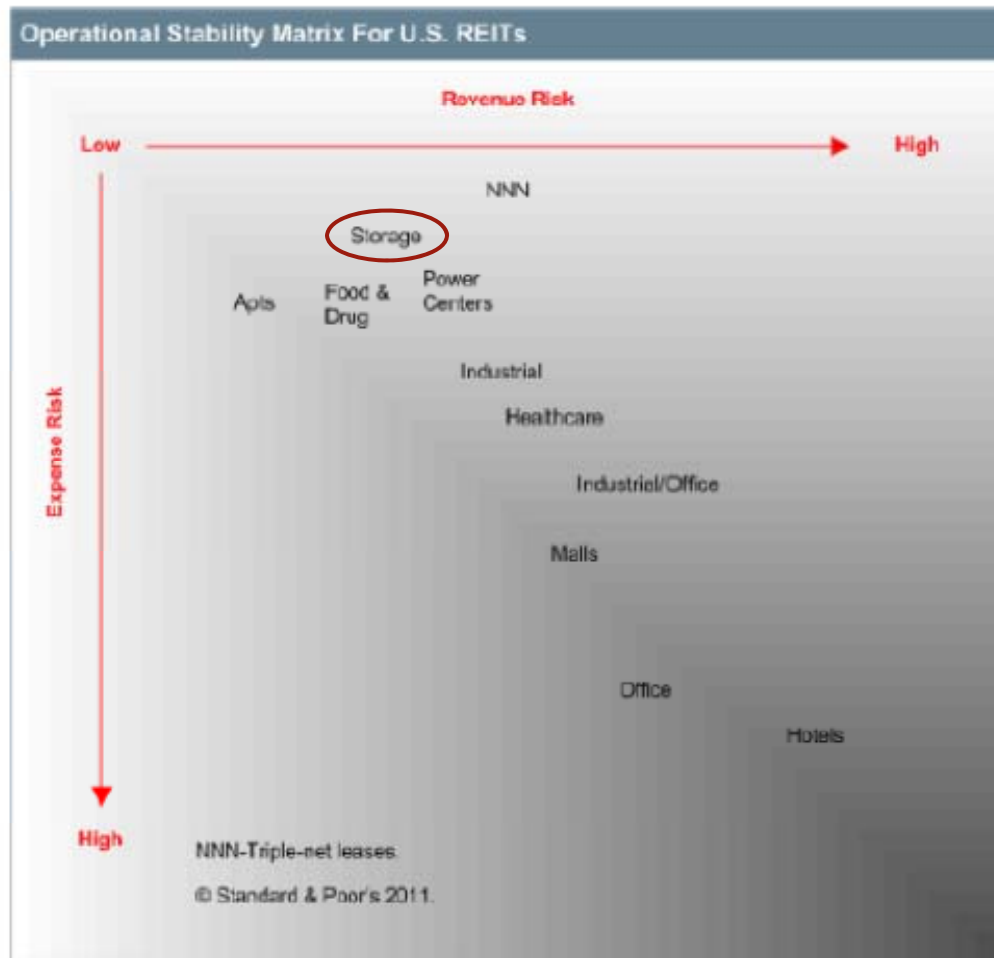 Operational Stability Matrix For U.S. REITs
Revenue Risk
Low
High
NNN
Storage
Power
Centers
Apts
Food &
Drug
Industrial
Healthcare
Expense Risk
Industrial/Office
Malls
Office
Hotels
High
NNN-Triple-net leases.
© Standard & Poor's 2011.